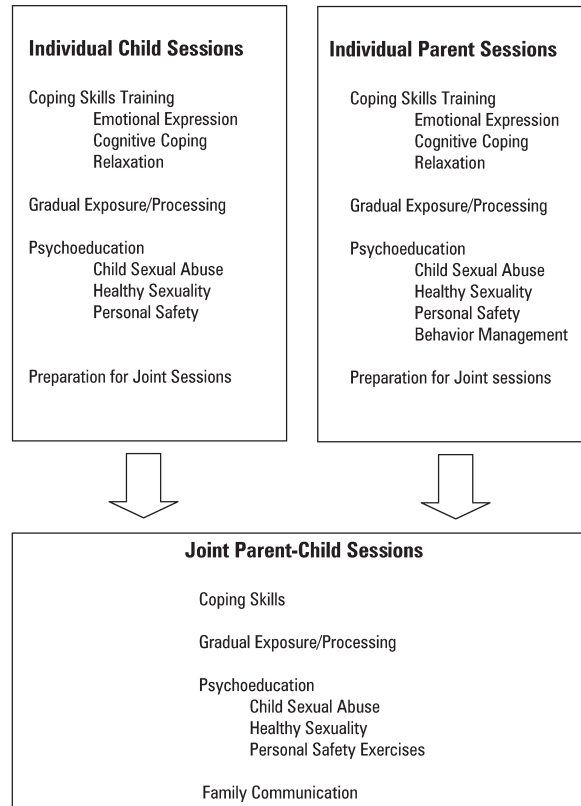 Individual Child Sessions
Coping Skills Training
Emotional Expression
Cognitive Coping
Relaxation
Gradual Exposure/Processing
Psychoeducation
Child Sexual Abuse
Healthy Sexuality
Personal Safety
Preparation for Joint Sessions
Individual Parent Sessions
Coping Skills Training
Emotional Expression
Cognitive Coping
Relaxation
Gradual Exposure/Processing
Psychoeducation
Child Sexual Abuse
Healthy Sexuality
Personal Safety
Behavior Management
Preparation for Joint sessions
Joint Parent-Child Sessions
Coping Skills
Gradual Exposure/Processing
Psychoeducation
Child Sexual Abuse
Healthy Sexuality
Personal Safety Exercises
Family Communication